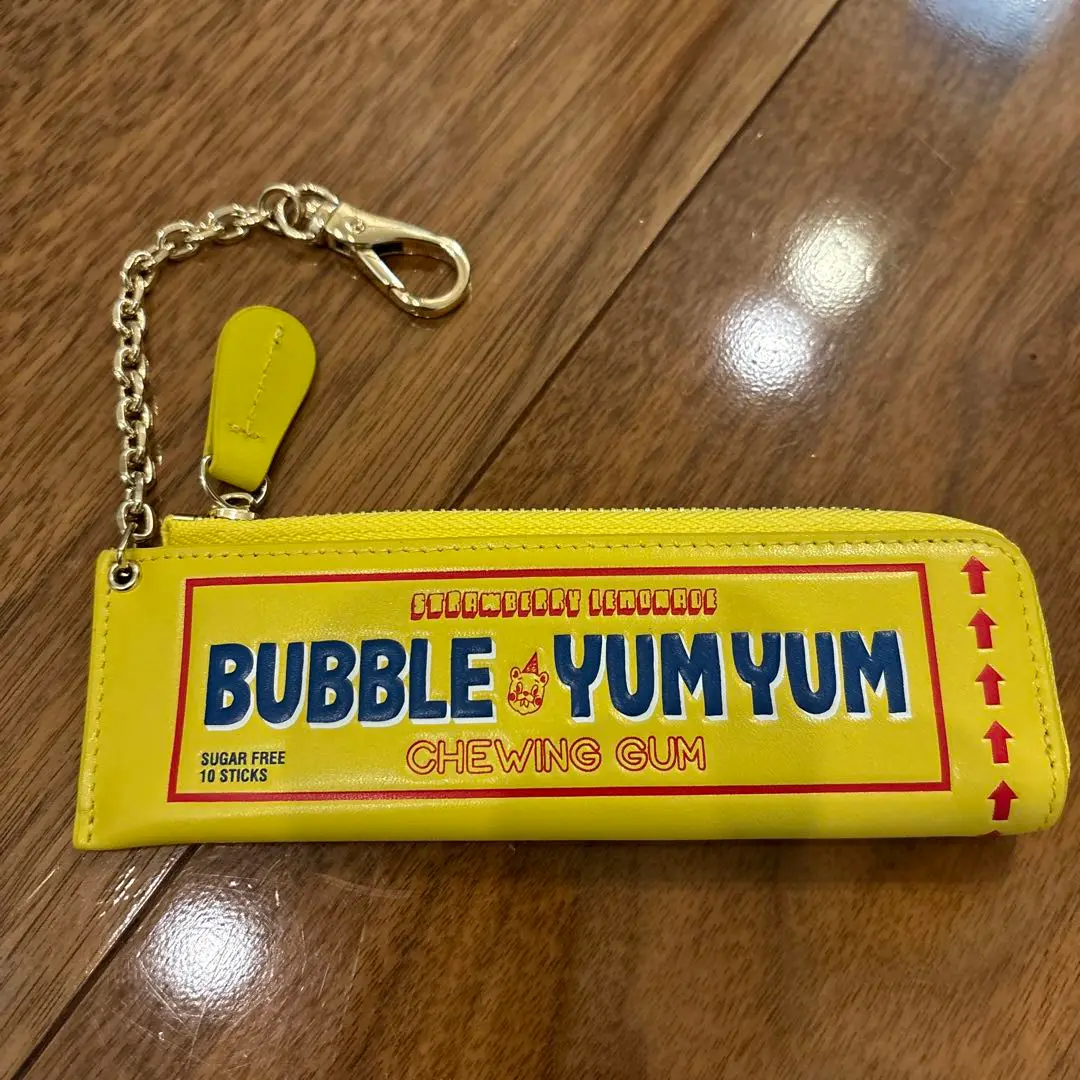 STRAWBERRY LEMONADE
BUBBLE YUM YUM
CHEWING GUM
SUGAR FREE
10 STICKS